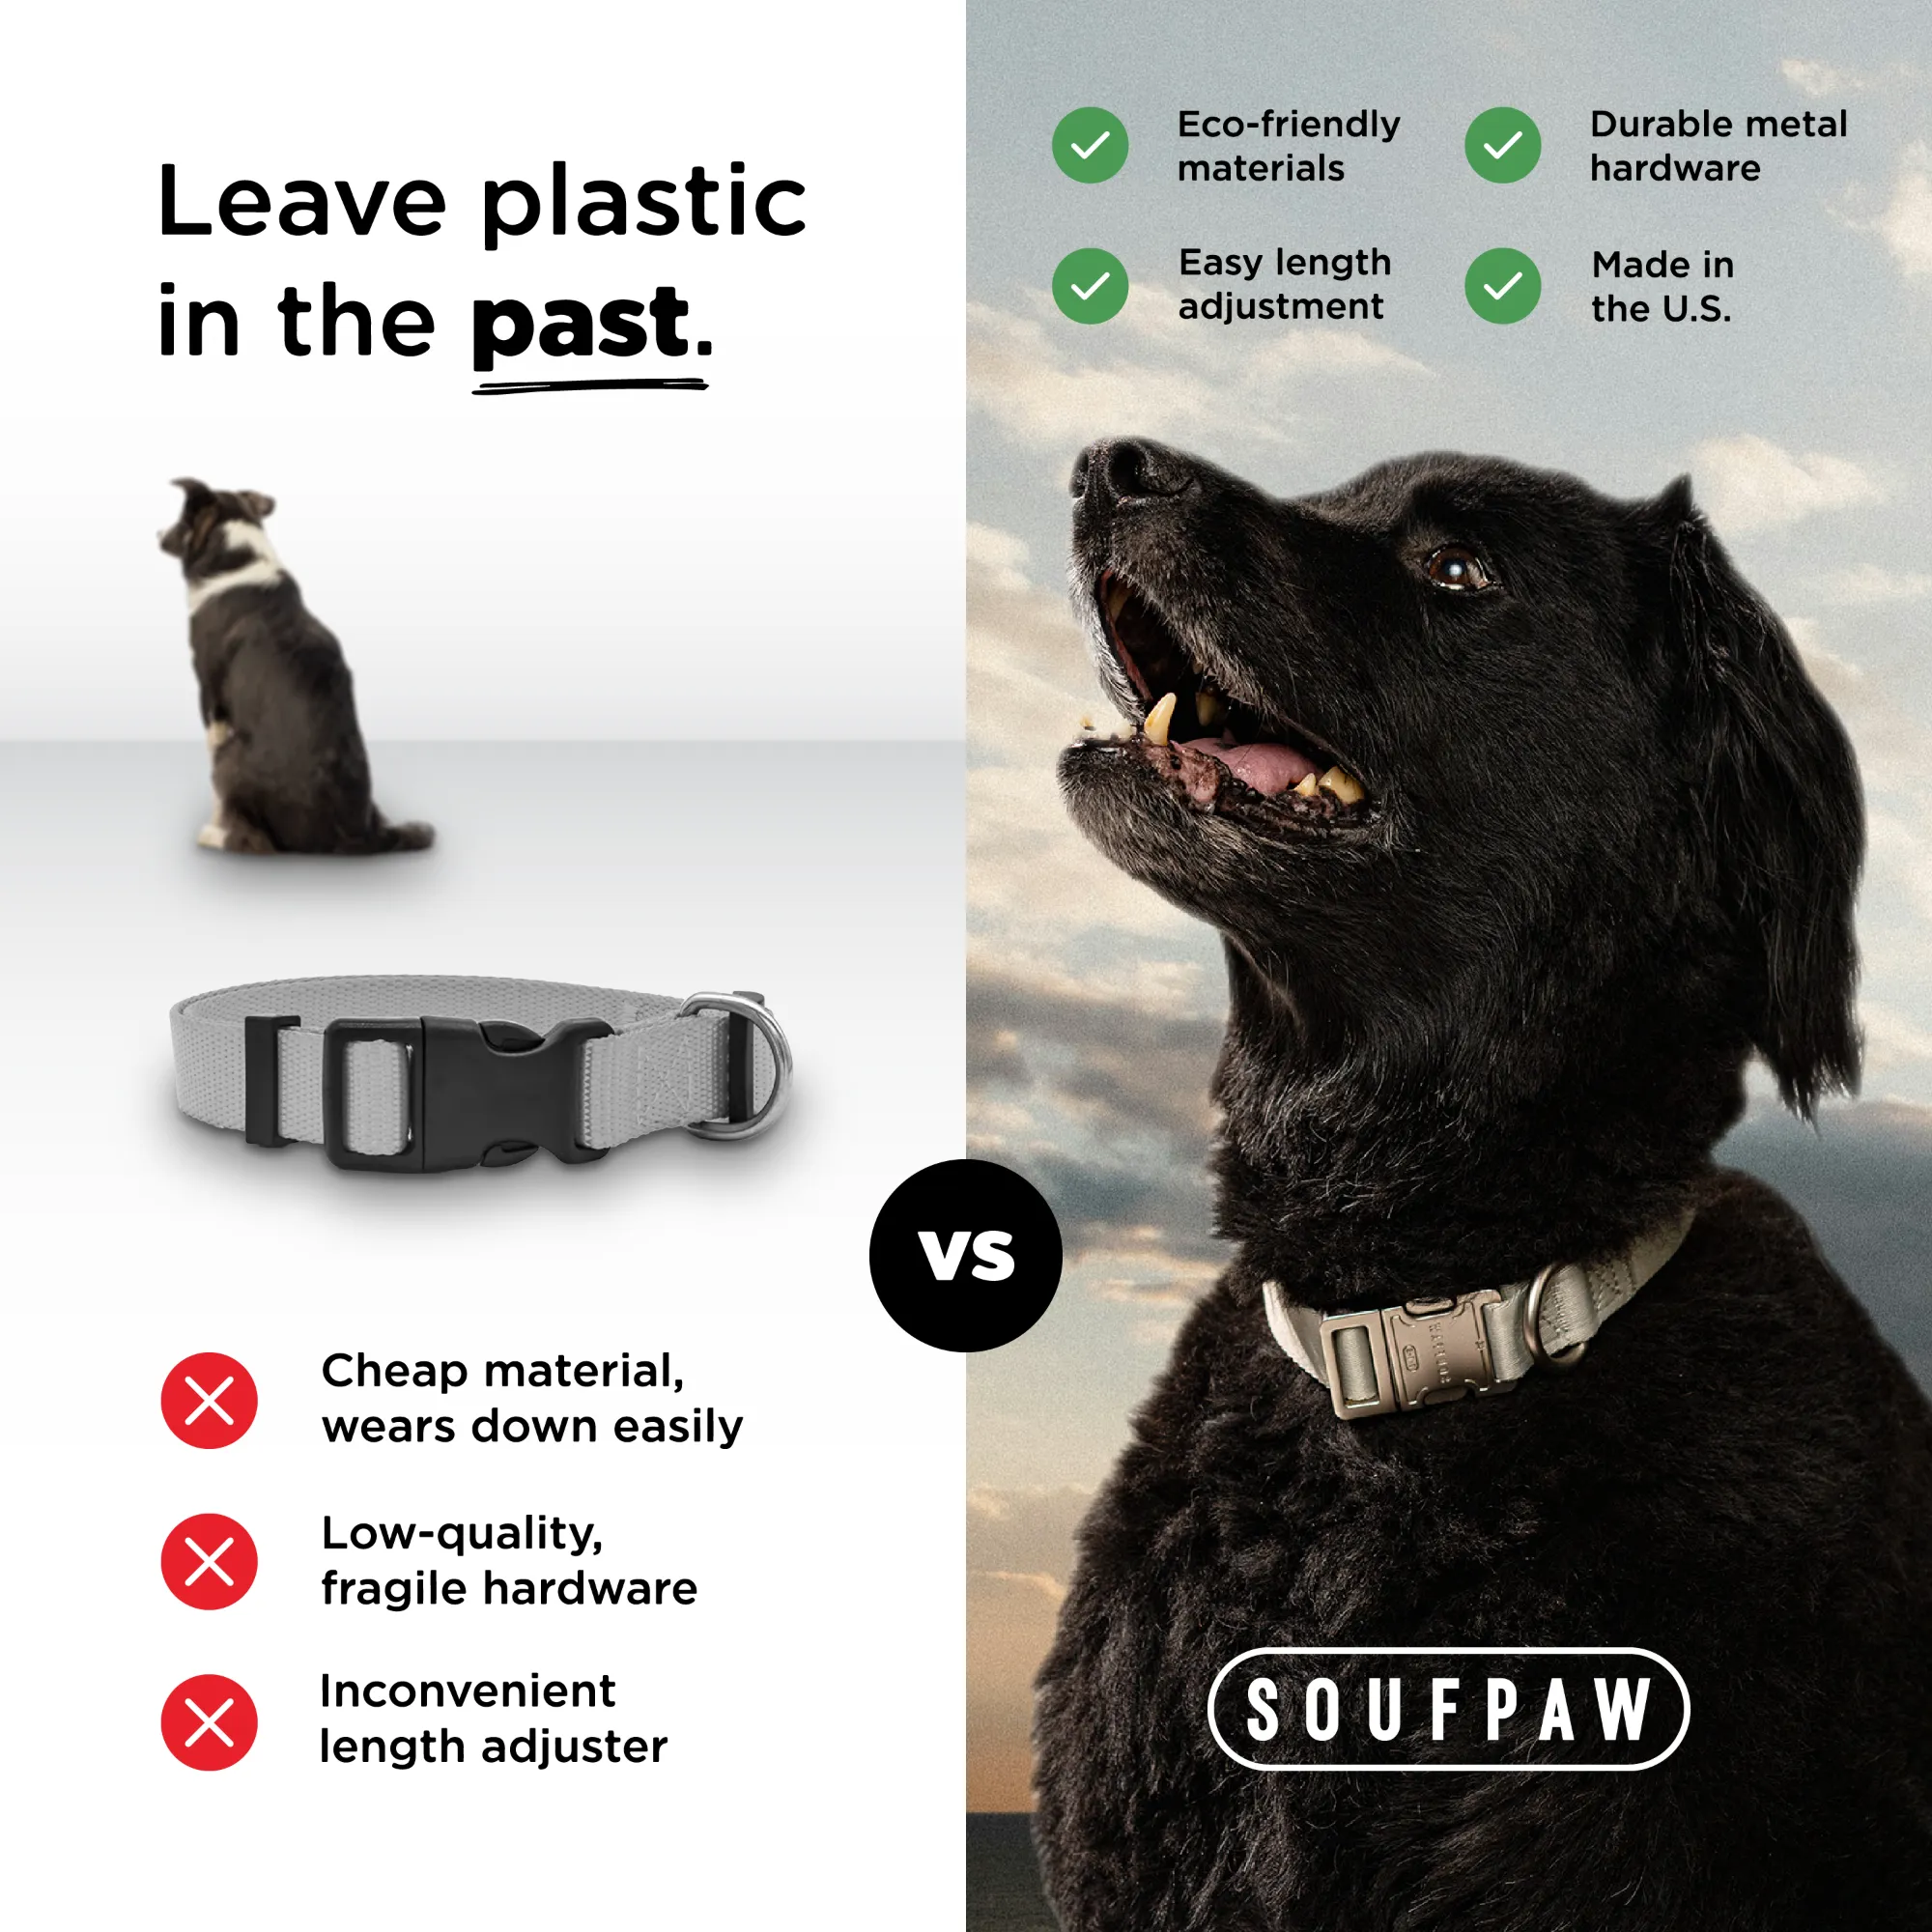 Leave plastic
in the past.
Cheap material,
wears down easily
Low-quality,
fragile hardware
Inconvenient
length adjuster
VS
Eco-friendly
materials
Durable metal
hardware
Easy length
adjustment
Made in
the U.S.
SOUFPAW